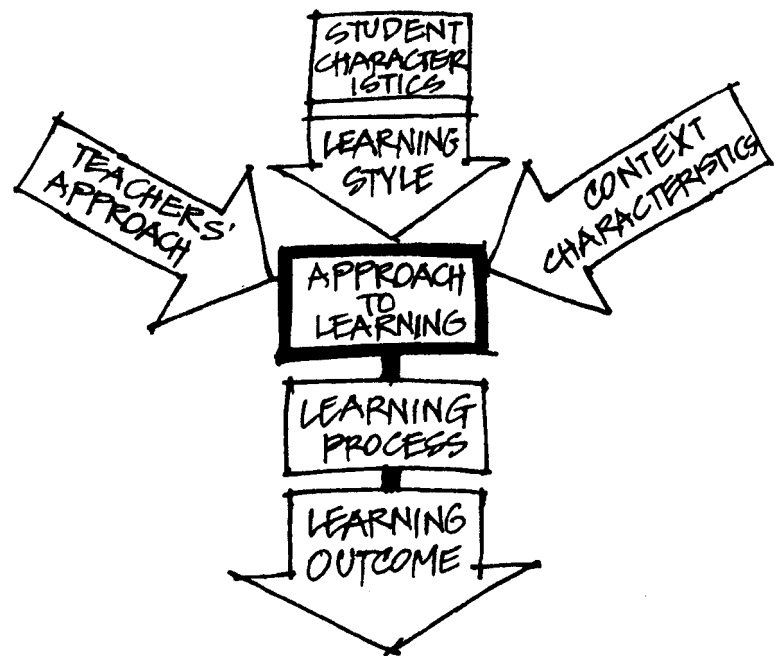 STUDENT
CHARACTER
ISTICS
LEARNING
STYLE
TEACHERS'
APPROACH
CONTEXT
CHARACTERISTICS
APPROACH
TO
LEARNING
LEARNING
PROCESS
LEARNING
OUTCOME